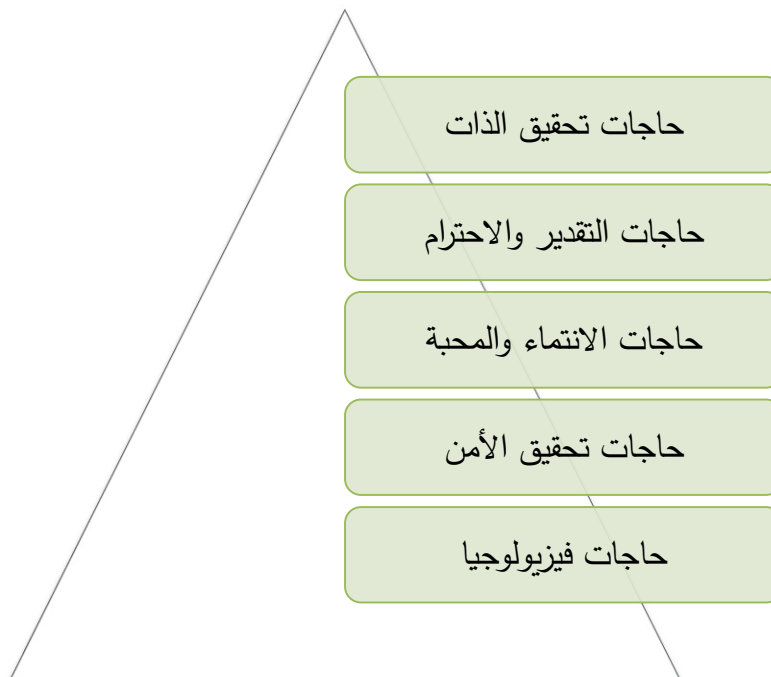 حاجات تحقيق الذات
حاجات التقدير والاحترام
حاجات الانتماء والمحبة
حاجات تحقيق الأمن
حاجات فيزيولوجيا